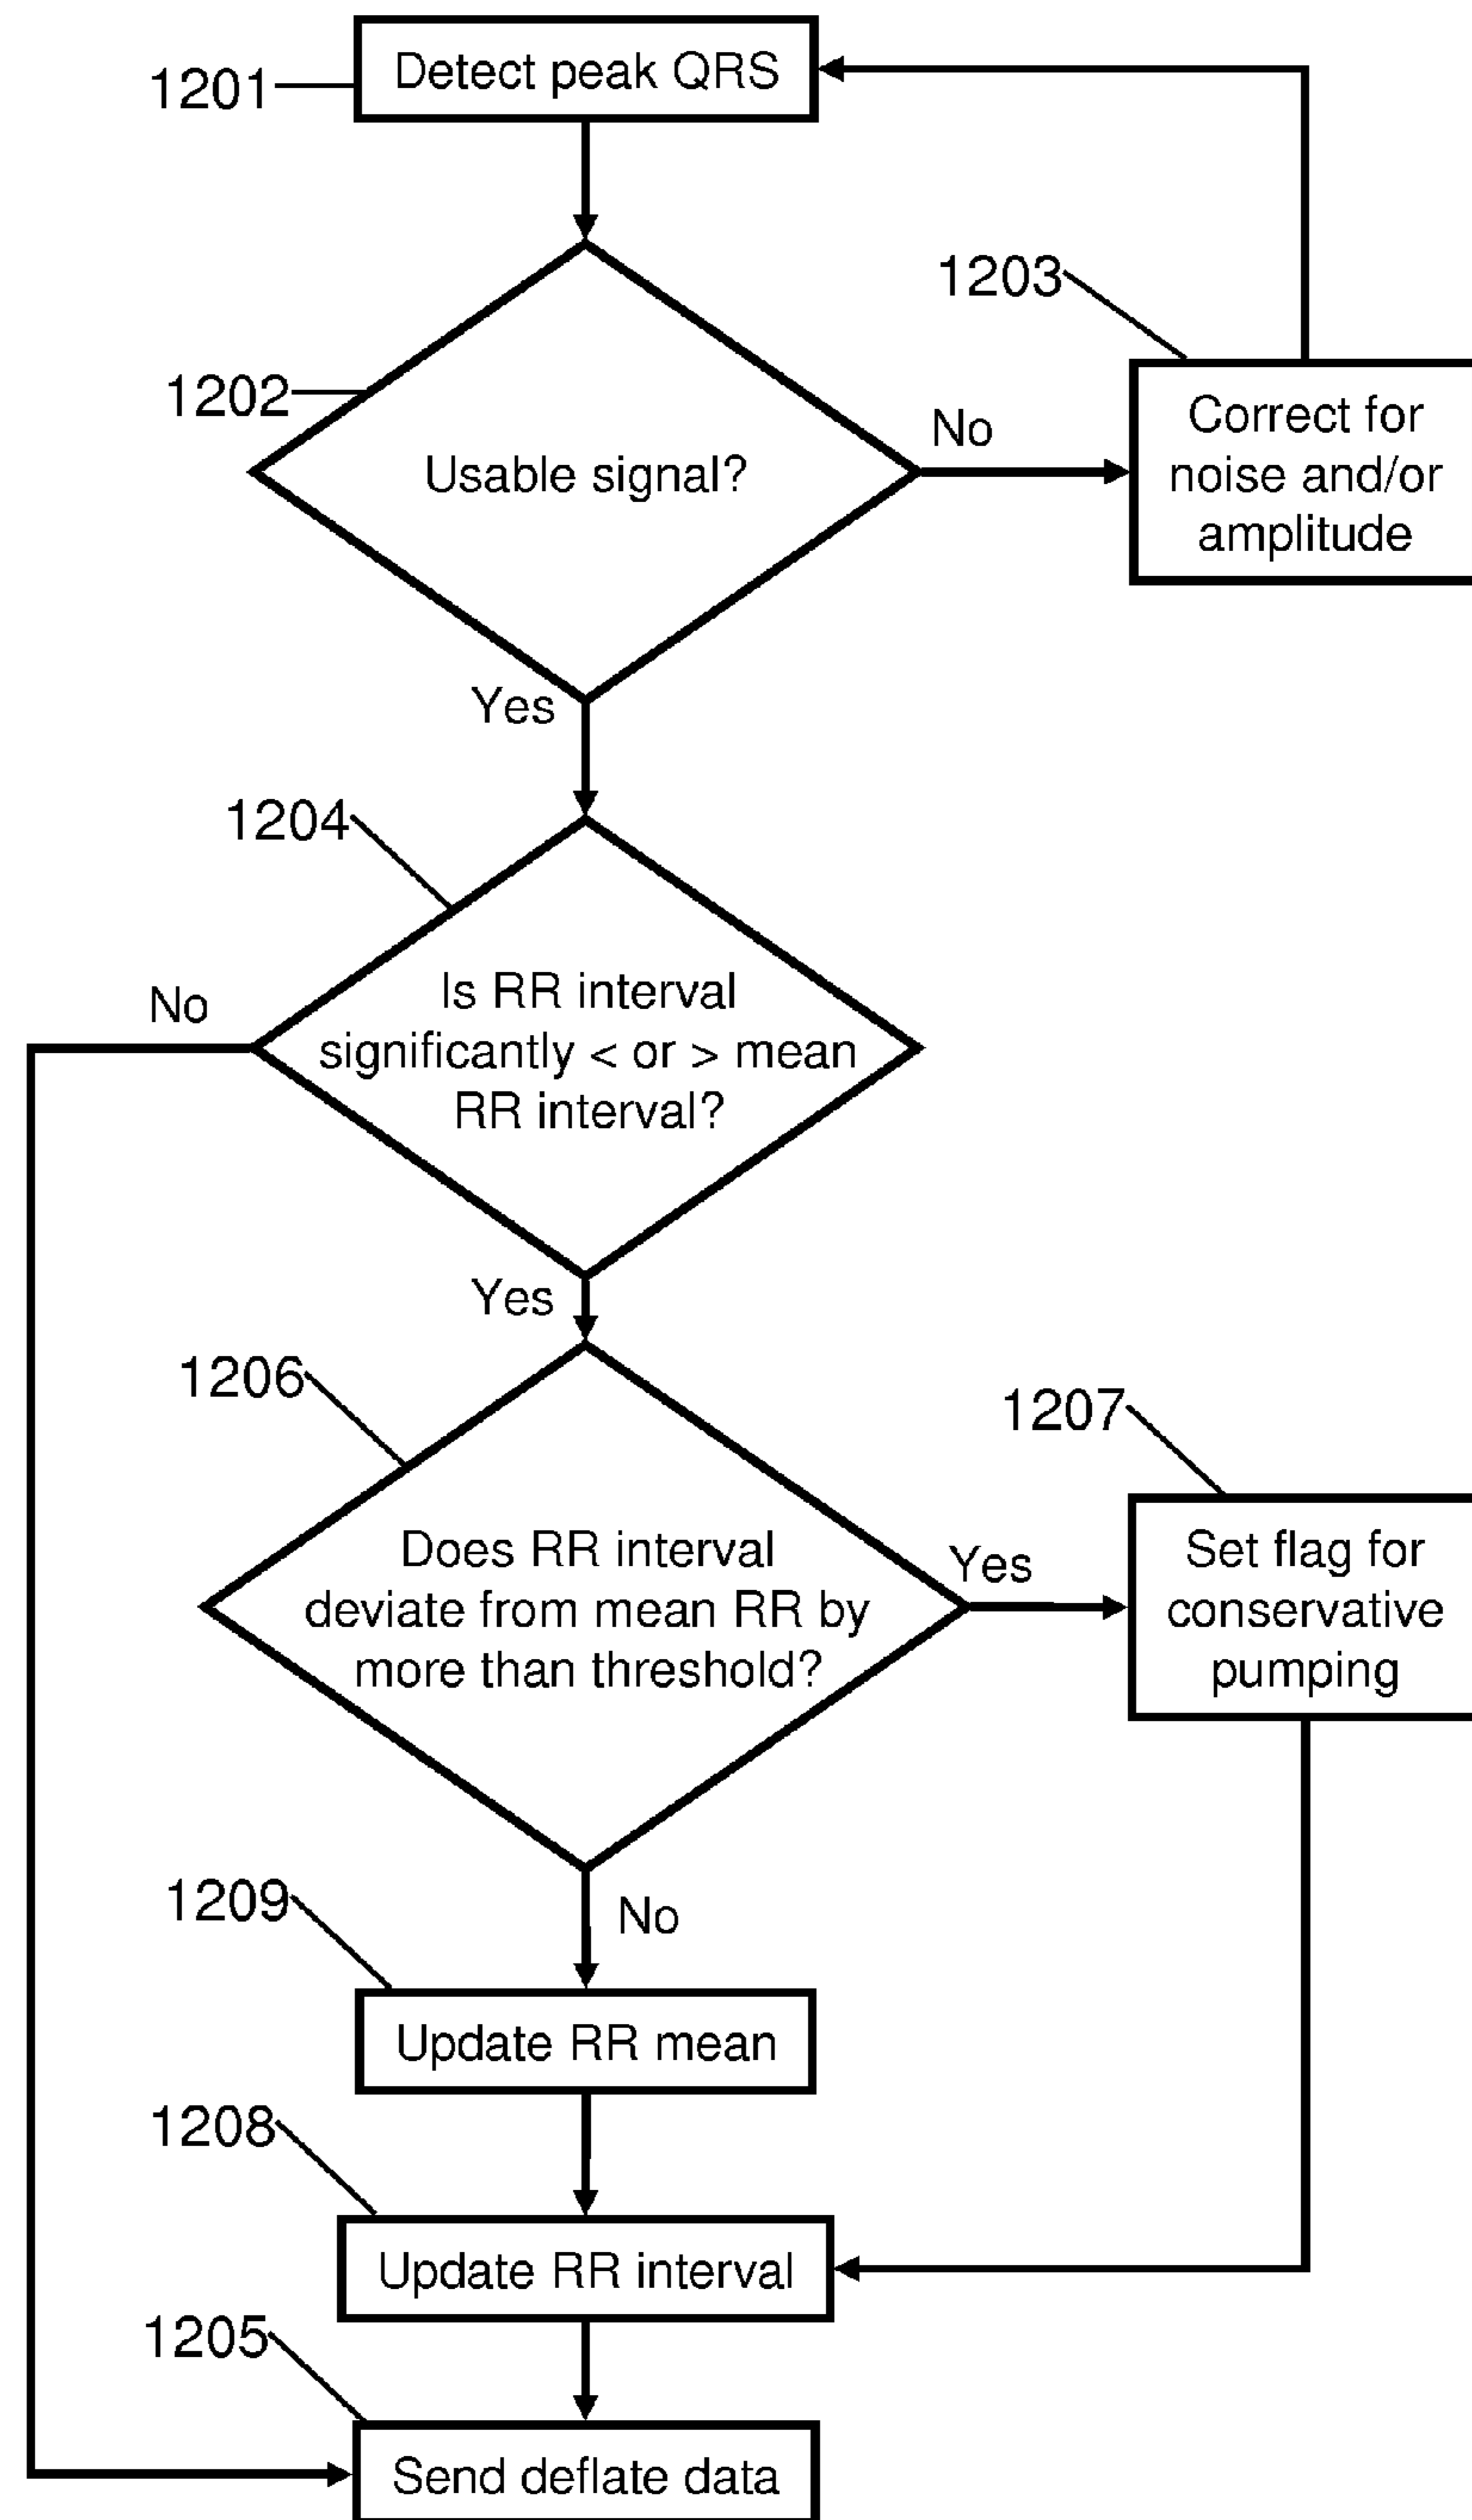 1201
Detect peak QRS
1202
Usable signal?
No
1203
Correct for
noise and/or
amplitude
Yes
1204
Is RR interval
significantly < or > mean
RR interval?
No
Yes
1206
Does RR interval
deviate from mean RR by
more than threshold?
Yes
1207
Set flag for
conservative
pumping
No
1209
Update RR mean
1208
Update RR interval
1205
Send deflate data